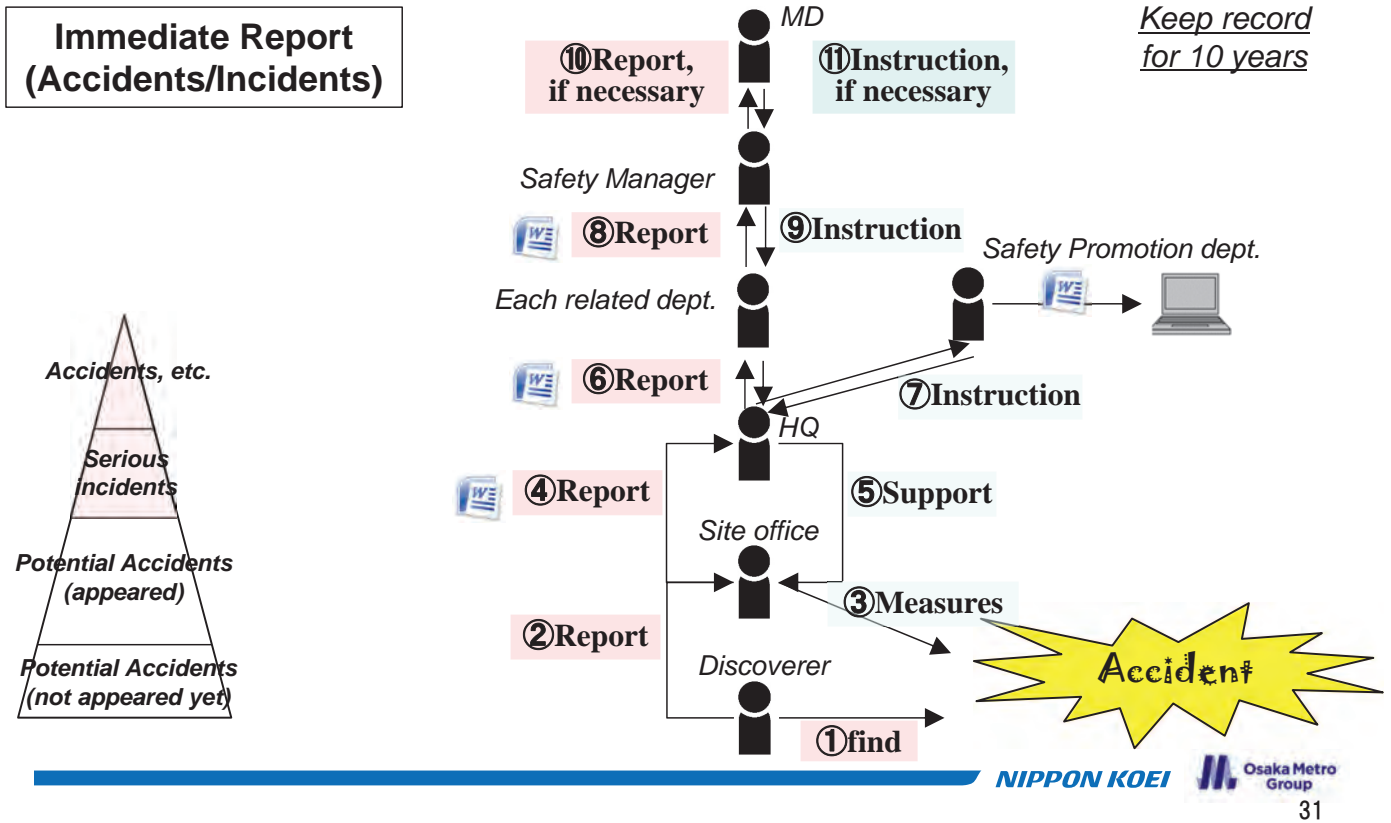 Immediate Report
(Accidents/Incidents)
MD
Keep record
for 10 years
⑩Report,
if necessary
⑪Instruction,
if necessary
Safety Manager
⑧Report
⑨Instruction
Safety Promotion dept.
Each related dept.
Accidents, etc.
⑥Report
⑦Instruction
HQ
Serious
incidents
④Report
⑤Support
Site office
Potential Accidents
(appeared)
③Measures
②Report
Discoverer
Accident
Potential Accidents
(not appeared yet)
①find
NIPPON KOEI
Osaka Metro
Group
31